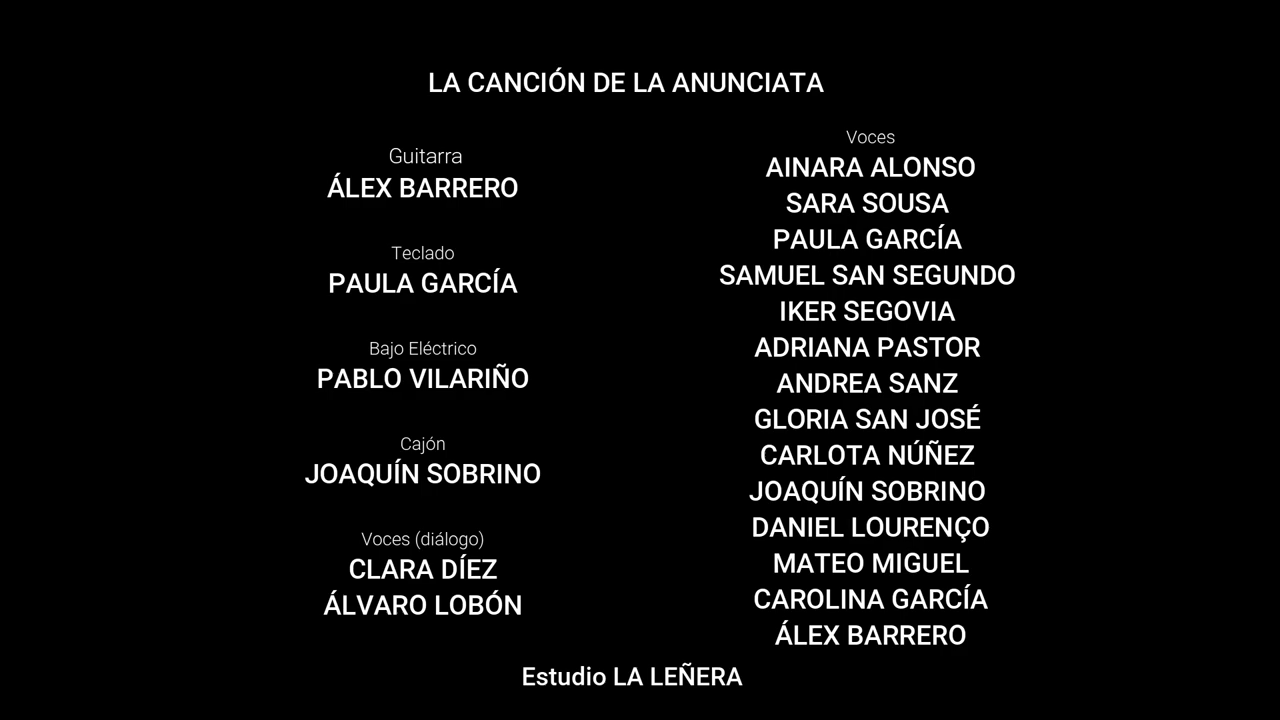 LA CANCIÓN DE LA ANUNCIATA
Guitarra
ÁLEX BARRERO
Teclado
PAULA GARCÍA
Bajo Eléctrico
PABLO VILARIÑO
Cajón
JOAQUÍN SOBRINO
Voces (diálogo)
CLARA DÍEZ
ÁLVARO LOBÓN
Voces
AINARA ALONSO
SARA SOUSA
PAULA GARCÍA
SAMUEL SAN SEGUNDO
IKER SEGOVIA
ADRIANA PASTOR
ANDREA SANZ
GLORIA SAN JOSÉ
CARLOTA NÚÑEZ
JOAQUÍN SOBRINO
DANIEL LOURENÇO
MATEO MIGUEL
CAROLINA GARCÍA
ÁLEX BARRERO
Estudio LA LEÑERA